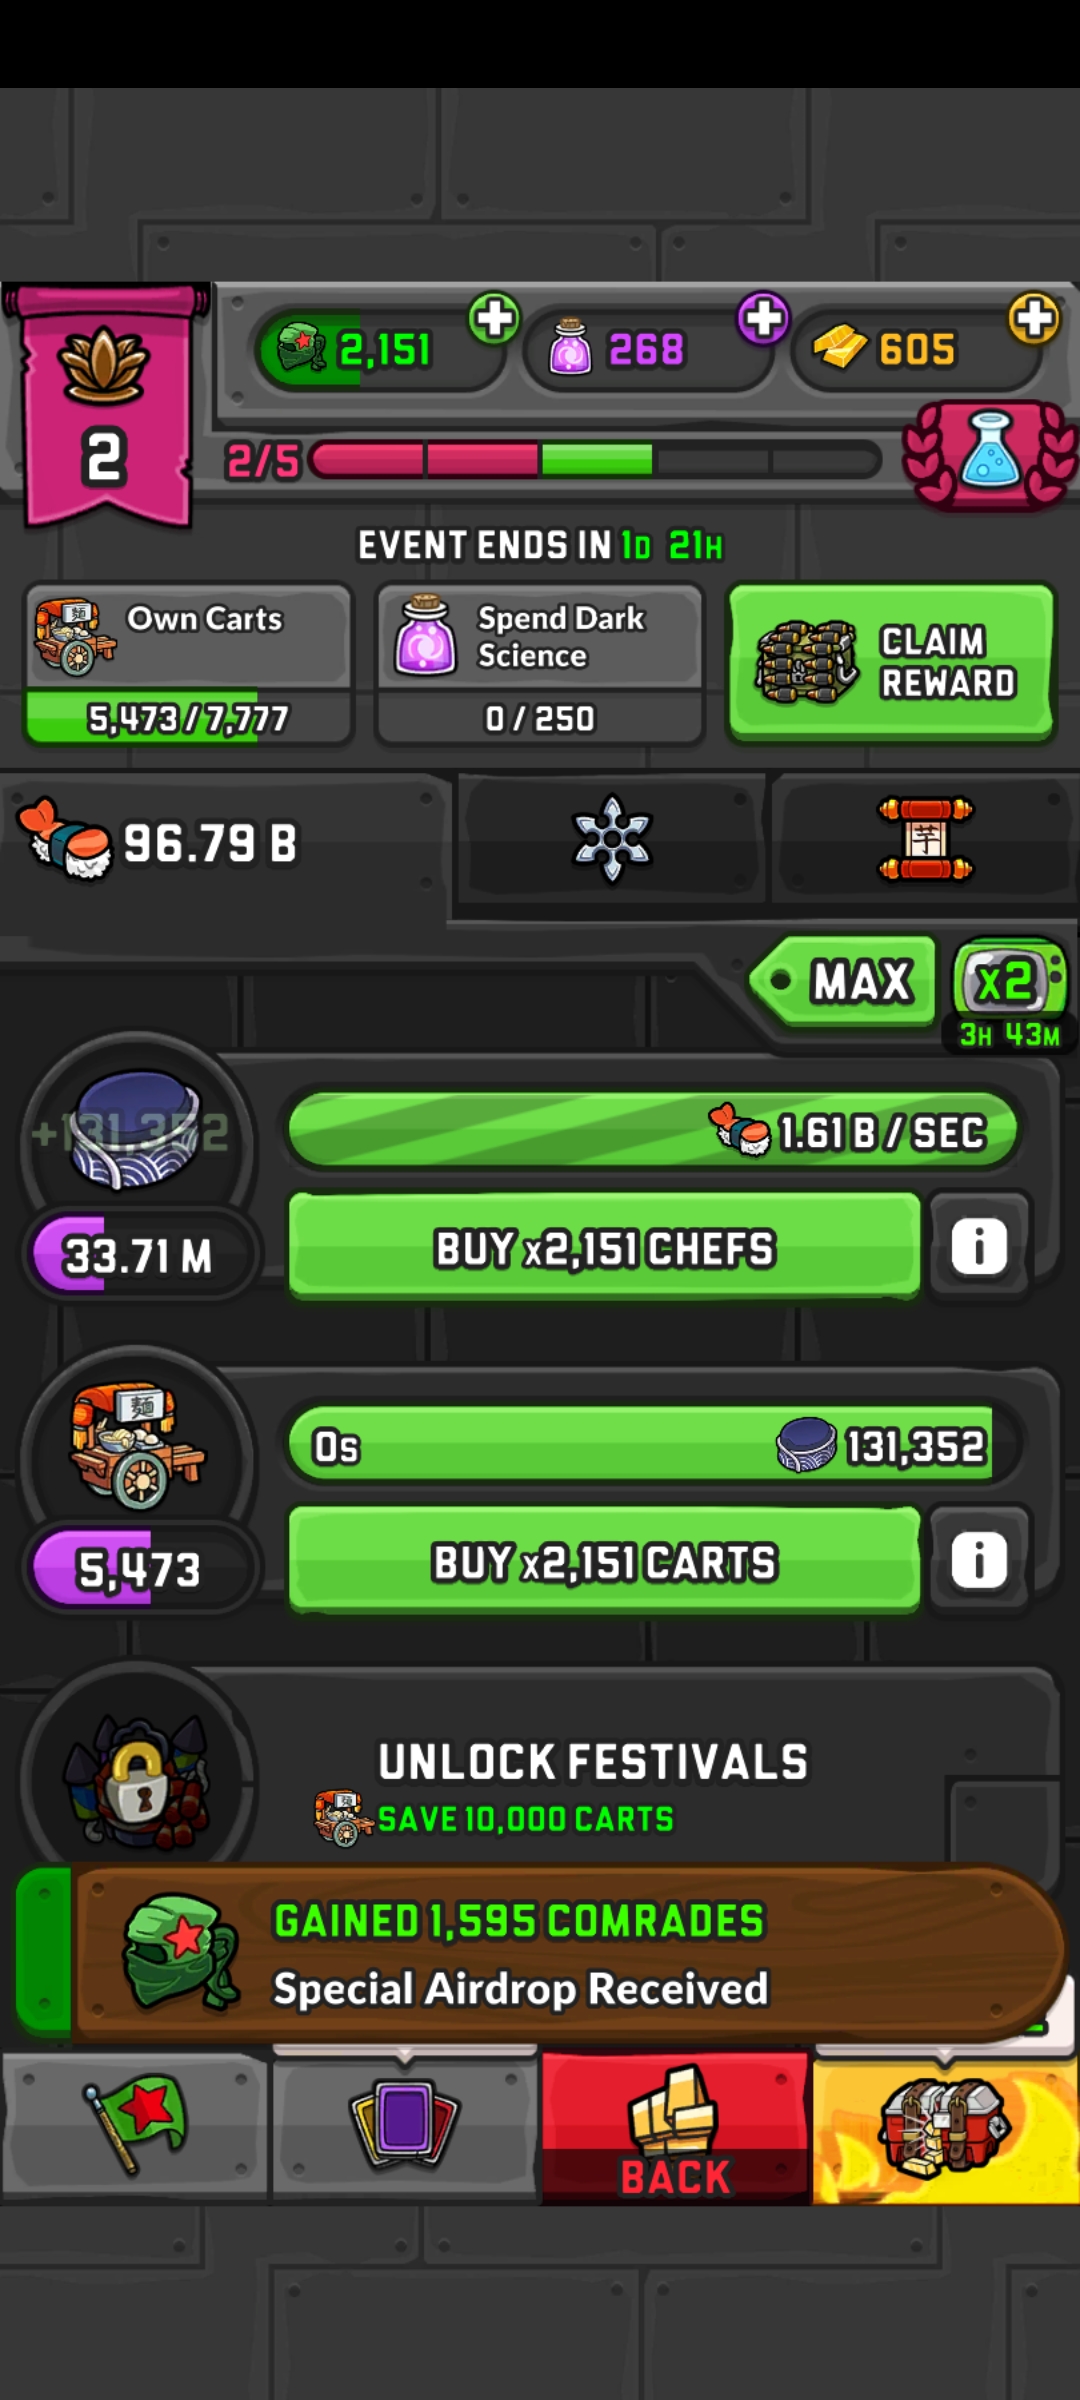 2,151
268
605
2
2/5
EVENT ENDS IN 1D 21H
Own Carts
5,473 / 7,777
Spend Dark
Science
0 / 250
CLAIM
REWARD
96.79 B
芋
MAX
x2
3H 43M
+131,352
1.61 B / SEC
33.71 M
BUY x2,151 CHEFS
i
麺
0s
131,352
5,473
BUY x2,151 CARTS
i
UNLOCK FESTIVALS
SAVE 10,000 CARTS
GAINED 1,595 COMRADES
Special Airdrop Received
BACK